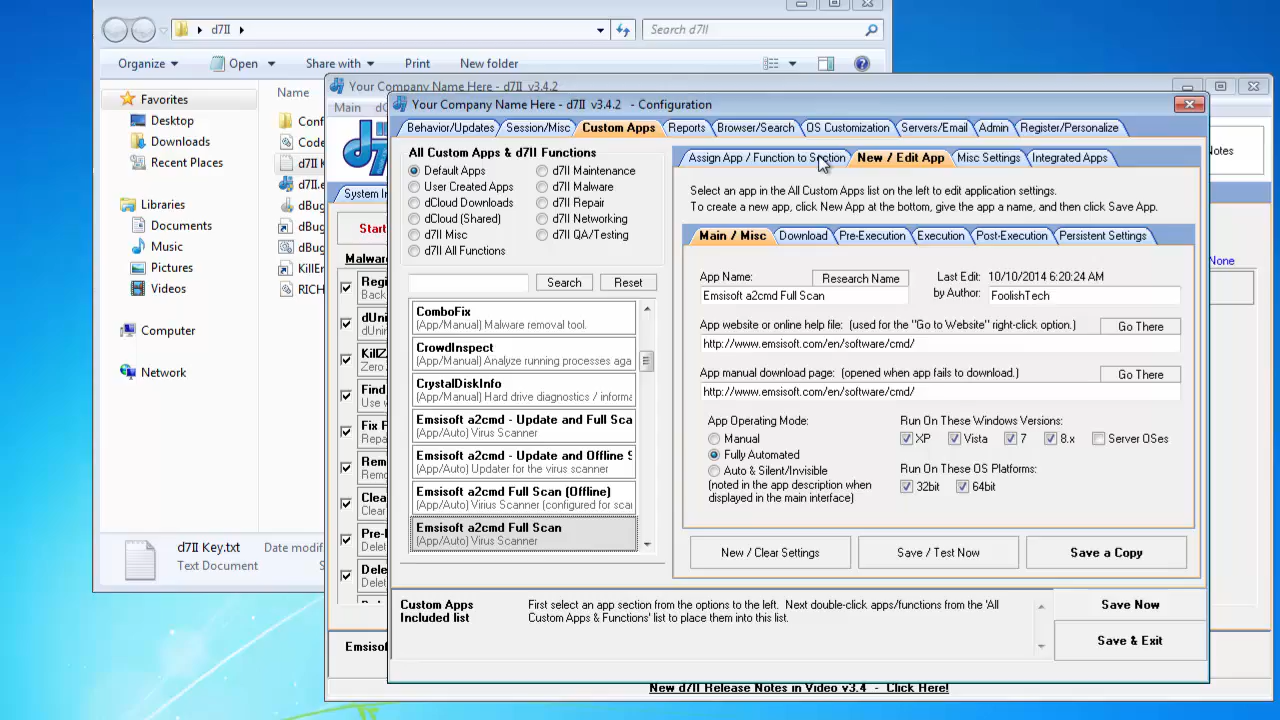 d7II
Search d7II
Organize
Open
Share with
Print
New folder
Favorites
Desktop
Downloads
Recent Places
Libraries
Documents
Music
Pictures
Videos
Computer
Network
Name
Conf
Code
d7II K
d7II.e
dBug
dBug
KillEn
RICH
d7II Key.txt
Date modif
Text Document
Sh
Your Company Name Here - d7II v3.4.2
Main
System In
Start
Malware
Regi
Back
dUni
dUni
KillZ
Zero
Find
Use v
Fix F
Repa
Rem
Remo
Clea
Clear
Pre-I
Delet
Dele
Delet
Emsiso
Notes
None
New d7II Release Notes in Video v3.4 - Click Here!
Your Company Name Here - d7II v3.4.2 - Configuration
Behavior/Updates
Session/Misc
Custom Apps
Reports
Browser/Search
OS Customization
Servers/Email
Admin
Register/Personalize
All Custom Apps & d7II Functions
Default Apps
d7II Maintenance
User Created Apps
d7II Malware
dCloud Downloads
d7II Repair
dCloud (Shared)
d7II Networking
d7II Misc
d7II QA/Testing
d7II All Functions
Search
Reset
ComboFix
(App/Manual) Malware removal tool.
CrowdInspect
(App/Manual) Analyze running processes aga
CrystalDiskInfo
(App/Manual) Hard drive diagnostics / informa
Emsisoft a2cmd - Update and Full Sca
(App/Auto) Virus Scanner
Emsisoft a2cmd - Update and Offline S
(App/Auto) Updater for the virus scanner
Emsisoft a2cmd Full Scan (Offline)
(App/Auto) Virius Scanner (configured for scan
Emsisoft a2cmd Full Scan
(App/Auto) Virus Scanner
Assign App / Function to Section
New / Edit App
Misc Settings
Integrated Apps
Select an app in the All Custom Apps list on the left to edit application settings.
To create a new app, click New App at the bottom, give the app a name, and then click Save App.
Main / Misc
Download
Pre-Execution
Execution
Post-Execution
Persistent Settings
App Name:
Research Name
Last Edit: 10/10/2014 6:20:24 AM
Emsisoft a2cmd Full Scan
by Author: FoolishTech
App website or online help file: (used for the "Go to Website" right-click option.)
Go There
http://www.emsisoft.com/en/software/cmd/
App manual download page: (opened when app fails to download.)
Go There
http://www.emsisoft.com/en/software/cmd/
App Operating Mode:
Manual
Fully Automated
Auto & Silent/Invisible
(noted in the app description when
displayed in the main interface)
Run On These Windows Versions:
XP
Vista
7
8.x
Server OSes
Run On These OS Platforms:
32bit
64bit
New / Clear Settings
Save / Test Now
Save a Copy
Custom Apps
Included list
First select an app section from the options to the left. Next double-click apps/functions from the 'All
Custom Apps & Functions' list to place them into this list.
Save Now
Save & Exit